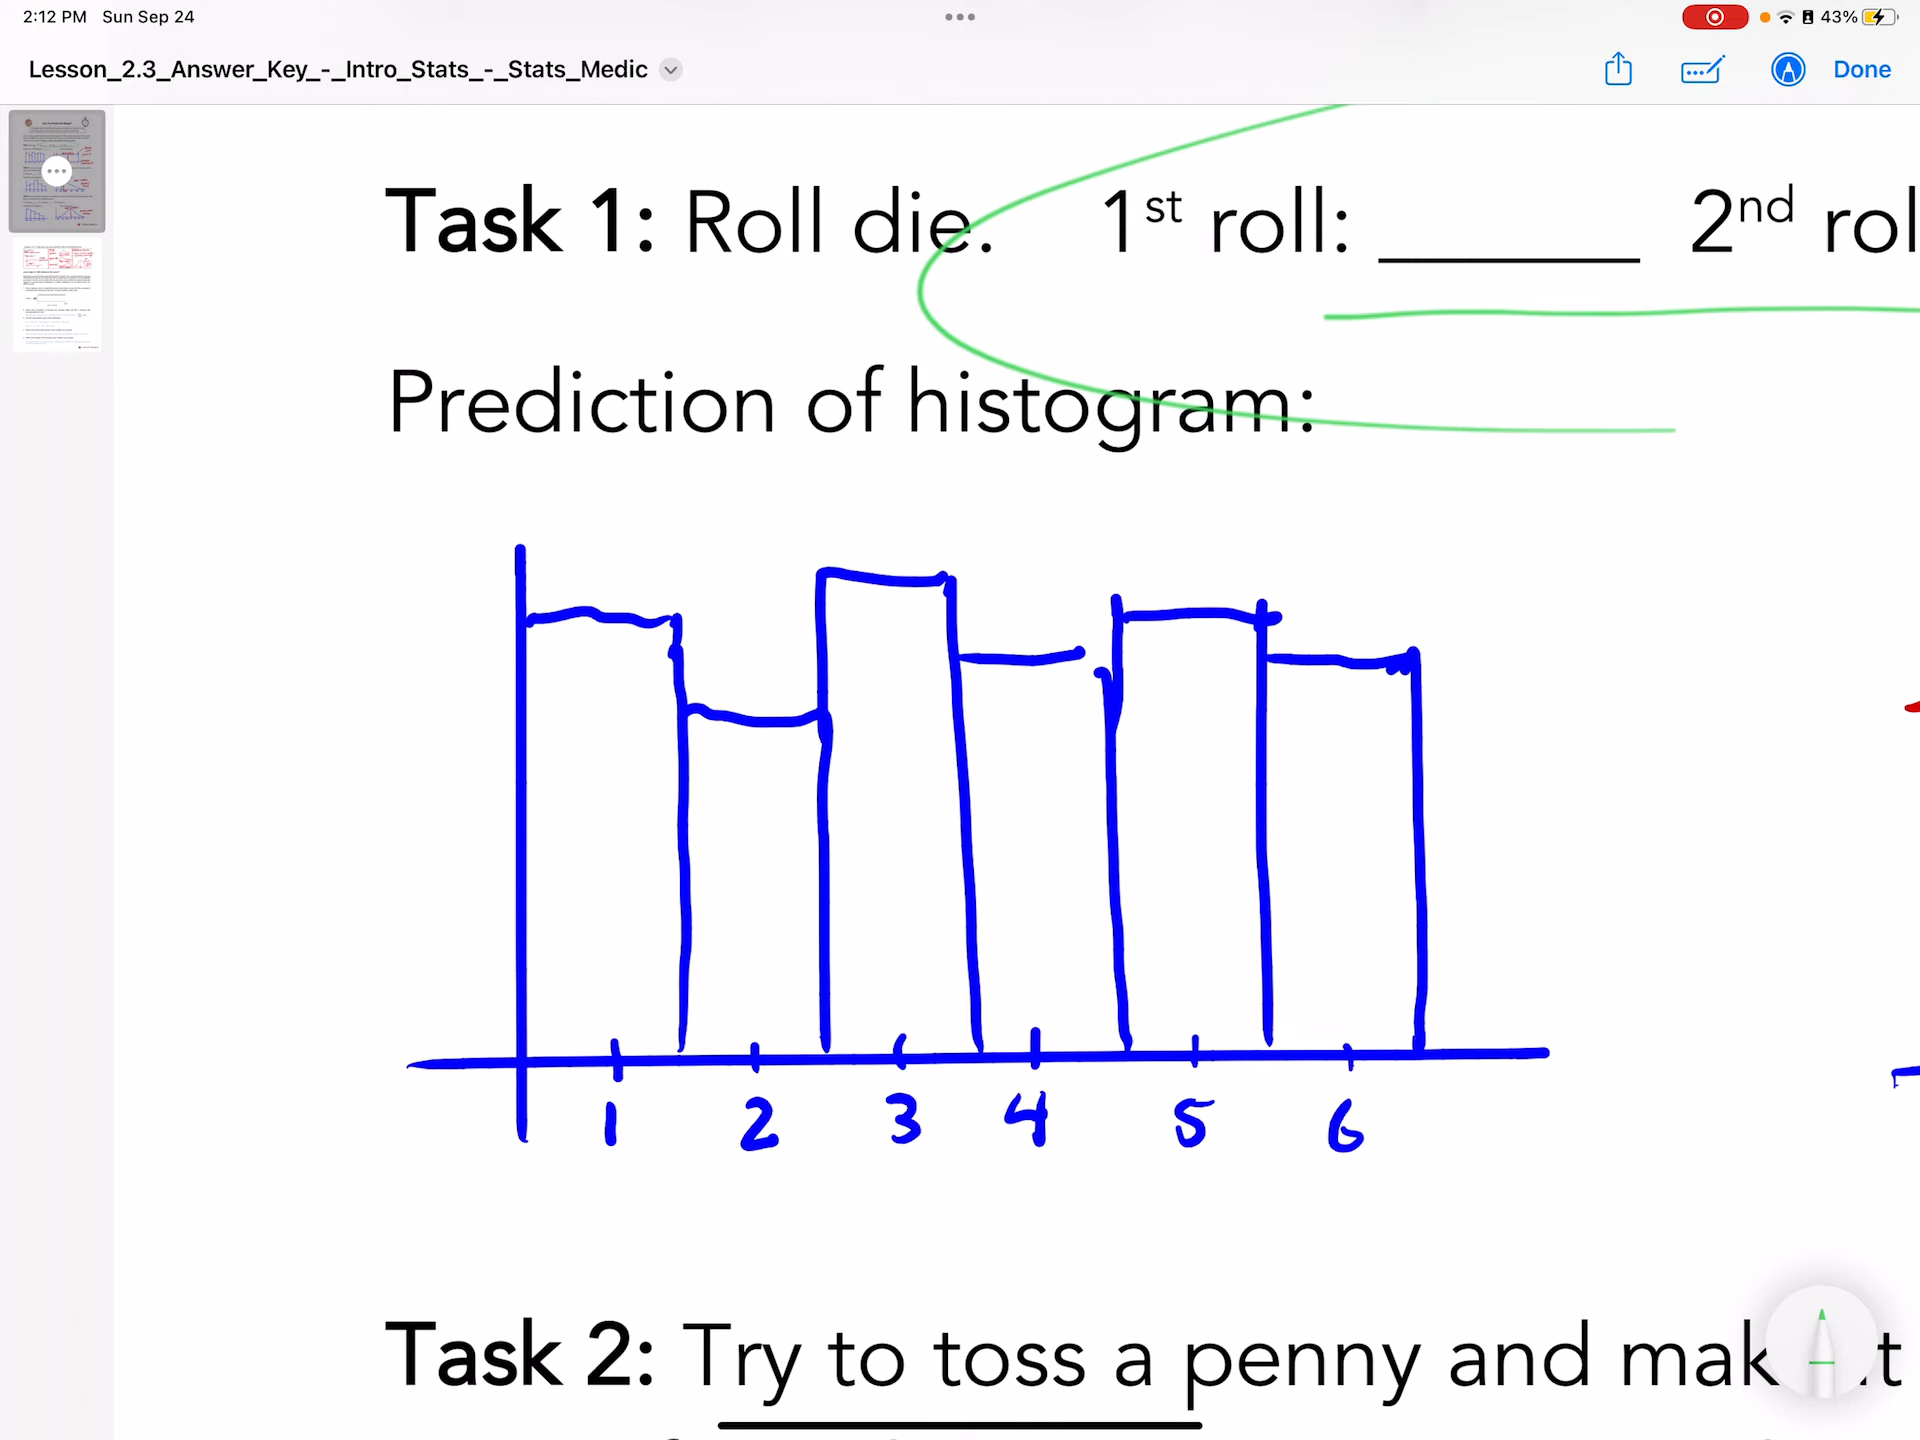 2:12 PM Sun Sep 24
43%
Lesson_2.3_Answer_Key_-_Intro_Stats_-_Stats_Medic
Done
Task 1: Roll die. 1st roll: ________ 2nd rol
Prediction of histogram:
1 2 3 4 5 6
Task 2: Try to toss a penny and mak t